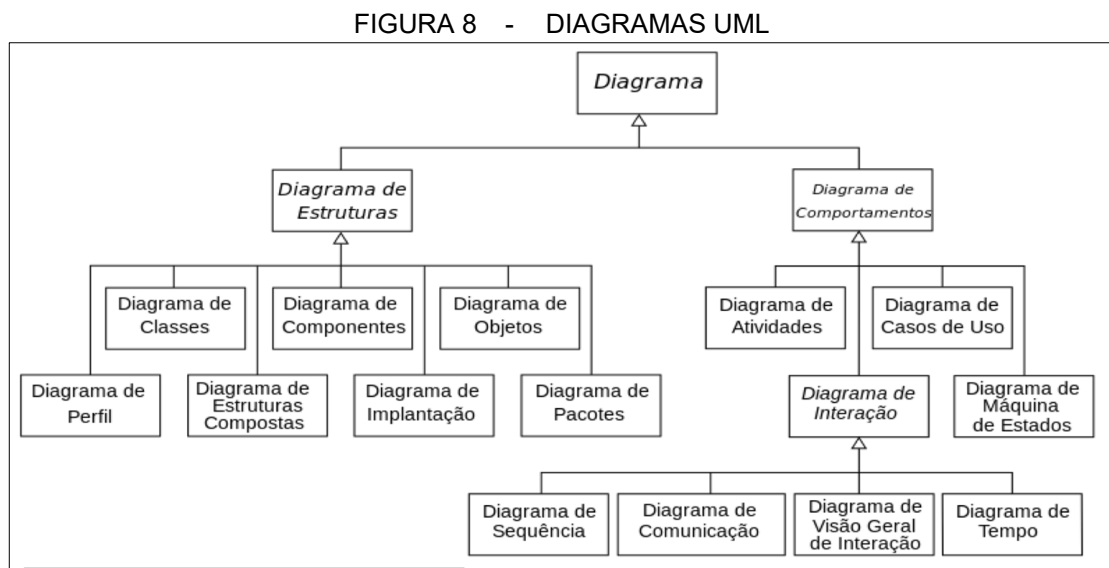 FIGURA 8 - DIAGRAMAS UML
Diagrama
Diagrama de
Estruturas
Diagrama de
Comportamentos
Diagrama de
Classes
Diagrama de
Componentes
Diagrama de
Objetos
Diagrama de
Atividades
Diagrama de
Casos de Uso
Diagrama de
Perfil
Diagrama de
Estruturas
Compostas
Diagrama de
Implantação
Diagrama de
Pacotes
Diagrama de
Interação
Diagrama de
Máquina
de Estados
Diagrama de
Sequência
Diagrama de
Comunicação
Diagrama de
Visão Geral
de Interação
Diagrama de
Tempo